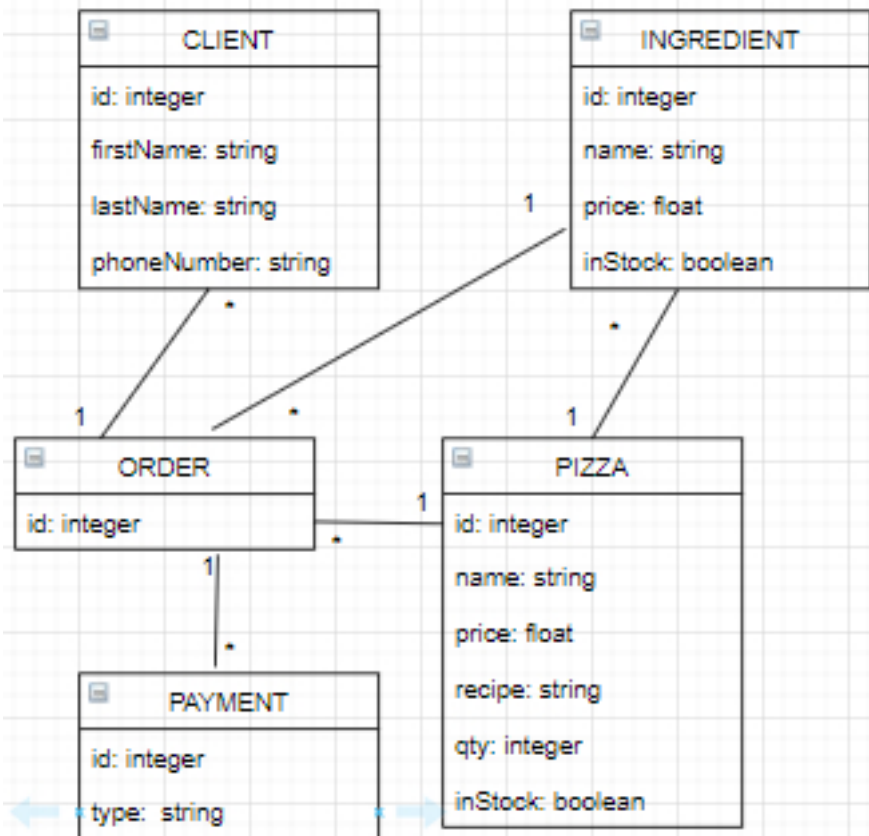 CLIENT
id: integer
firstName: string
lastName: string
phoneNumber: string
*
1
INGREDIENT
id: integer
name: string
price: float
inStock: boolean
1
*
*
1
ORDER
id: integer
1
*
1
*
PIZZA
id: integer
name: string
price: float
recipe: string
qty: integer
inStock: boolean
PAYMENT
id: integer
type: string